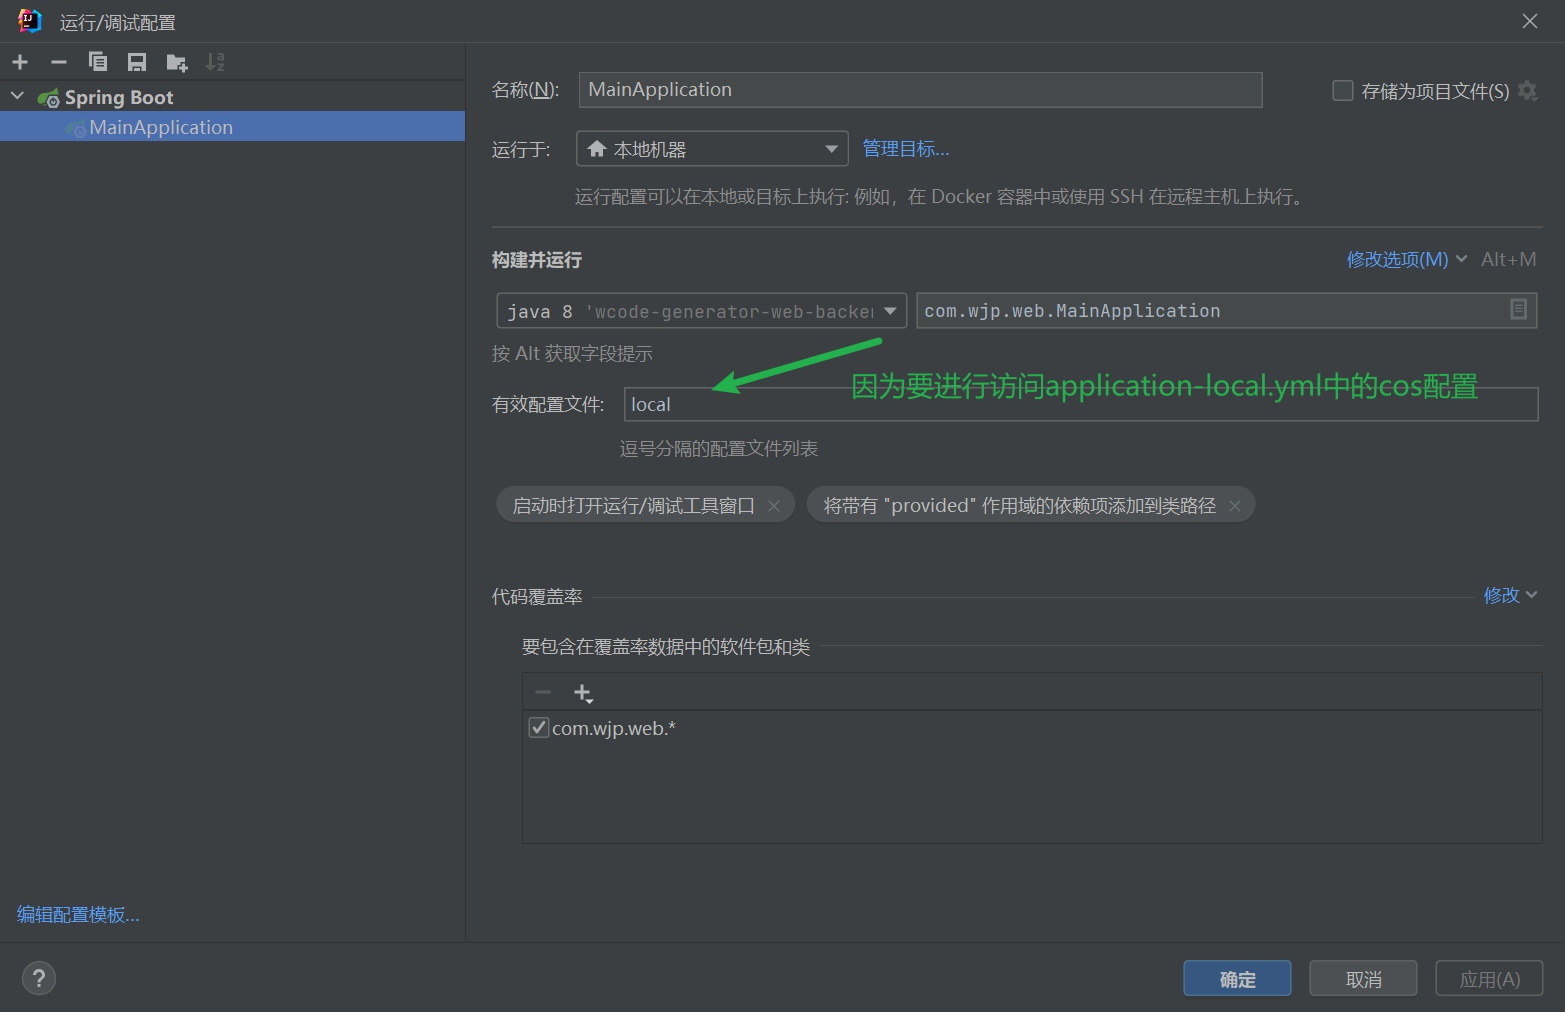 运行/调试配置
Spring Boot
MainApplication
名称(N):
MainApplication
存储为项目文件(S)
运行于:
本地机器
管理目标...
运行配置可以在本地或目标上执行: 例如，在 Docker 容器中或使用 SSH 在远程主机上执行。
构建并运行
修改选项(M)
Alt+M
java 8 'wcode-generator-web-backer
com.wjp.web.MainApplication
按 Alt 获取字段提示
因为要进行访问application-local.yml中的cos配置
有效配置文件:
local
逗号分隔的配置文件列表
启动时打开运行/调试工具窗口
将带有 "provided" 作用域的依赖项添加到类路径
代码覆盖率
修改
要包含在覆盖率数据中的软件包和类
com.wjp.web.*
编辑配置模板...
?
确定
取消
应用(A)